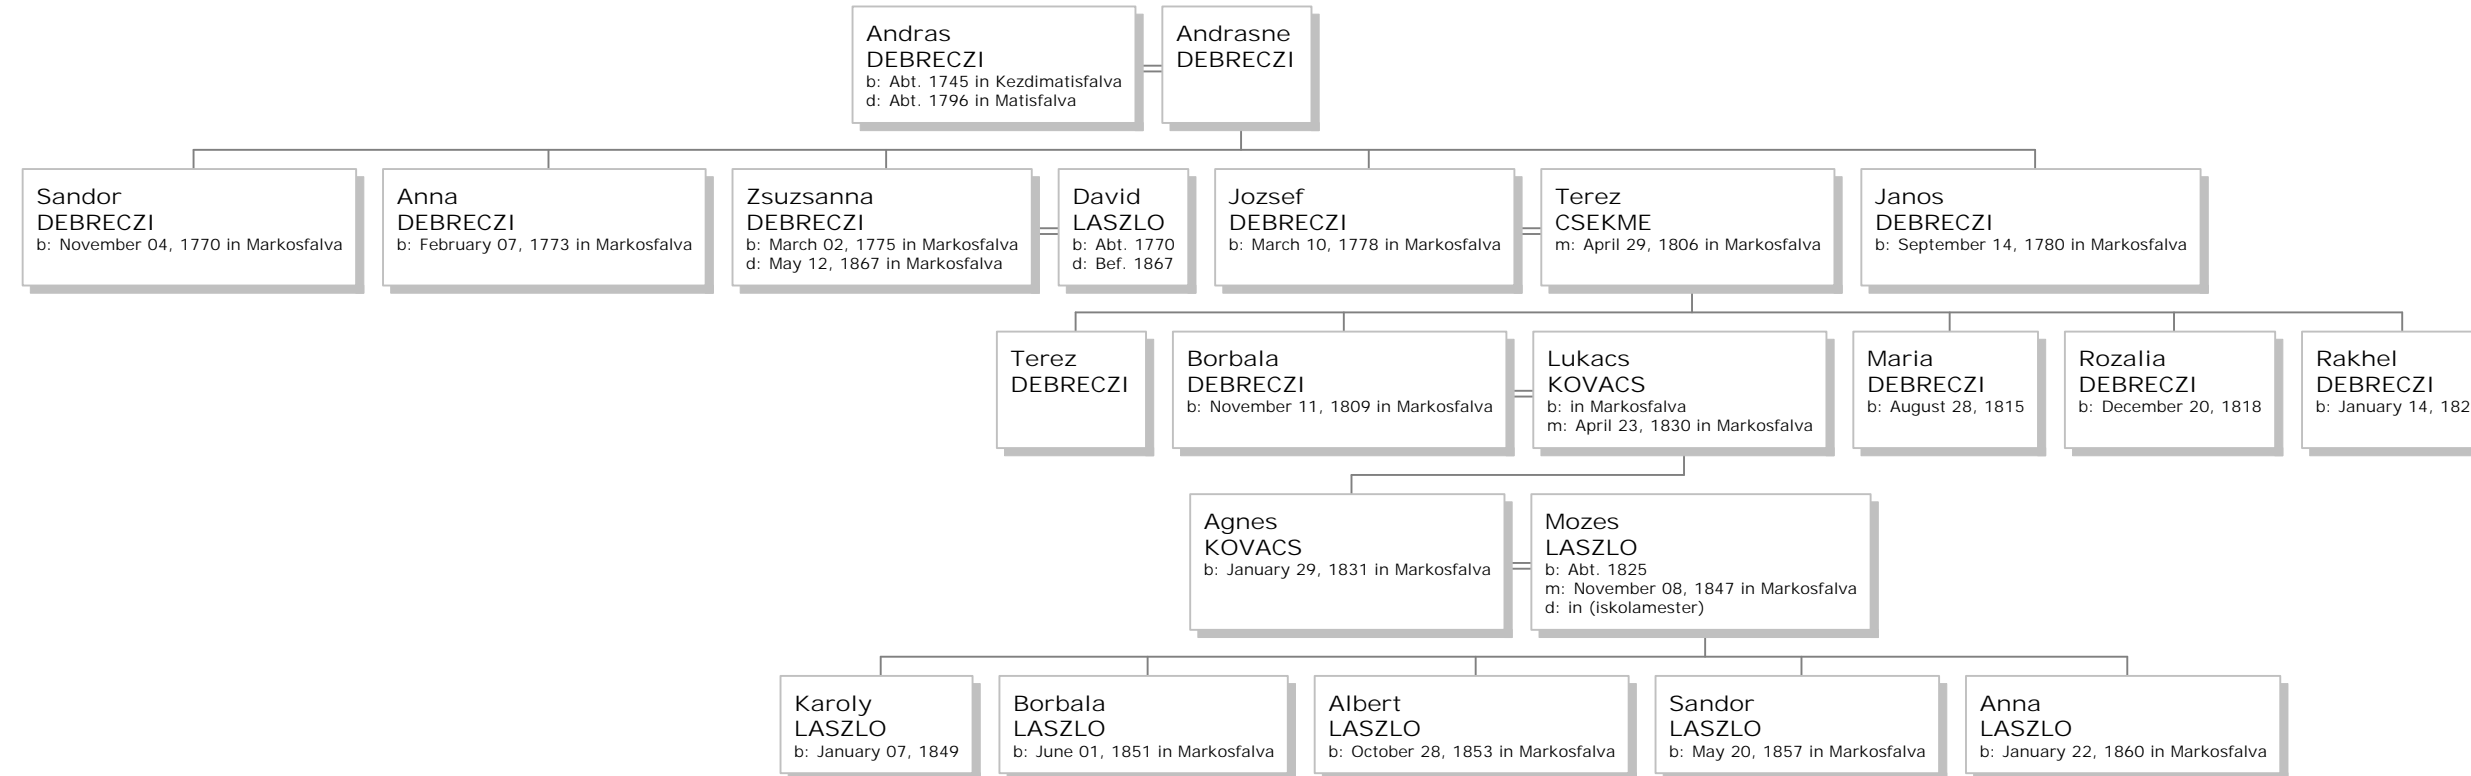 Andras
DEBRECZI
b: Abt. 1745 in Kezdimatisfalva
d: Abt. 1796 in Matisfalva
Andrasne
DEBRECZI
Sandor
DEBRECZI
b: November 04, 1770 in Markosfalva
Anna
DEBRECZI
b: February 07, 1773 in Markosfalva
Zsuzsanna
DEBRECZI
b: March 02, 1775 in Markosfalva
d: May 12, 1867 in Markosfalva
David
LASZLO
b: Abt. 1770
d: Bef. 1867
Jozsef
DEBRECZI
b: March 10, 1778 in Markosfalva
Terez
CSEKME
m: April 29, 1806 in Markosfalva
Janos
DEBRECZI
b: September 14, 1780 in Markosfalva
Terez
DEBRECZI
Borbala
DEBRECZI
b: November 11, 1809 in Markosfalva
Lukacs
KOVACS
b: in Markosfalva
m: April 23, 1830 in Markosfalva
Maria
DEBRECZI
b: August 28, 1815
Rozalia
DEBRECZI
b: December 20, 1818
Rakhel
DEBRECZI
b: January 14, 182
Agnes
KOVACS
b: January 29, 1831 in Markosfalva
Mozes
LASZLO
b: Abt. 1825
m: November 08, 1847 in Markosfalva
d: in (iskolamester)
Karoly
LASZLO
b: January 07, 1849
Borbala
LASZLO
b: June 01, 1851 in Markosfalva
Albert
LASZLO
b: October 28, 1853 in Markosfalva
Sandor
LASZLO
b: May 20, 1857 in Markosfalva
Anna
LASZLO
b: January 22, 1860 in Markosfalva